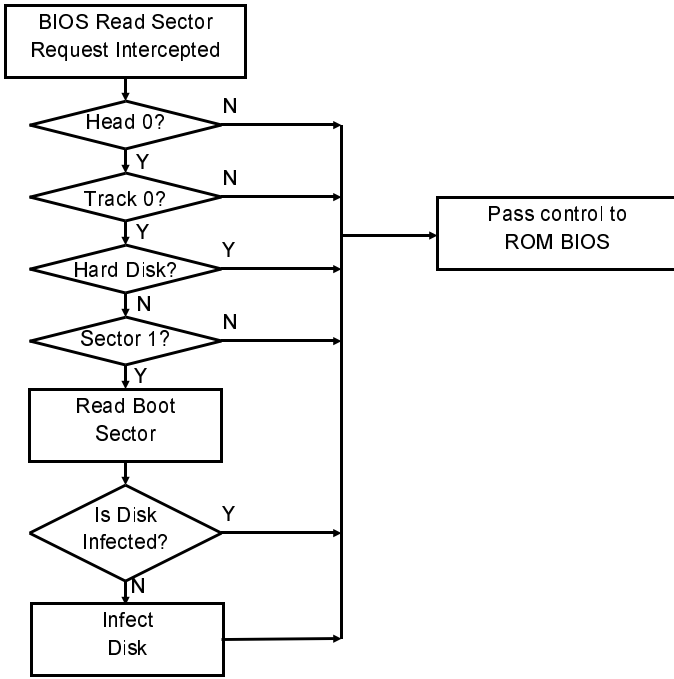 BIOS Read Sector
Request Intercepted
Head 0?
N
Y
Track 0?
N
Y
Hard Disk?
Y
N
Sector 1?
N
Y
Read Boot
Sector
Is Disk
Infected?
Y
N
Infect
Disk
Pass control to
ROM BIOS